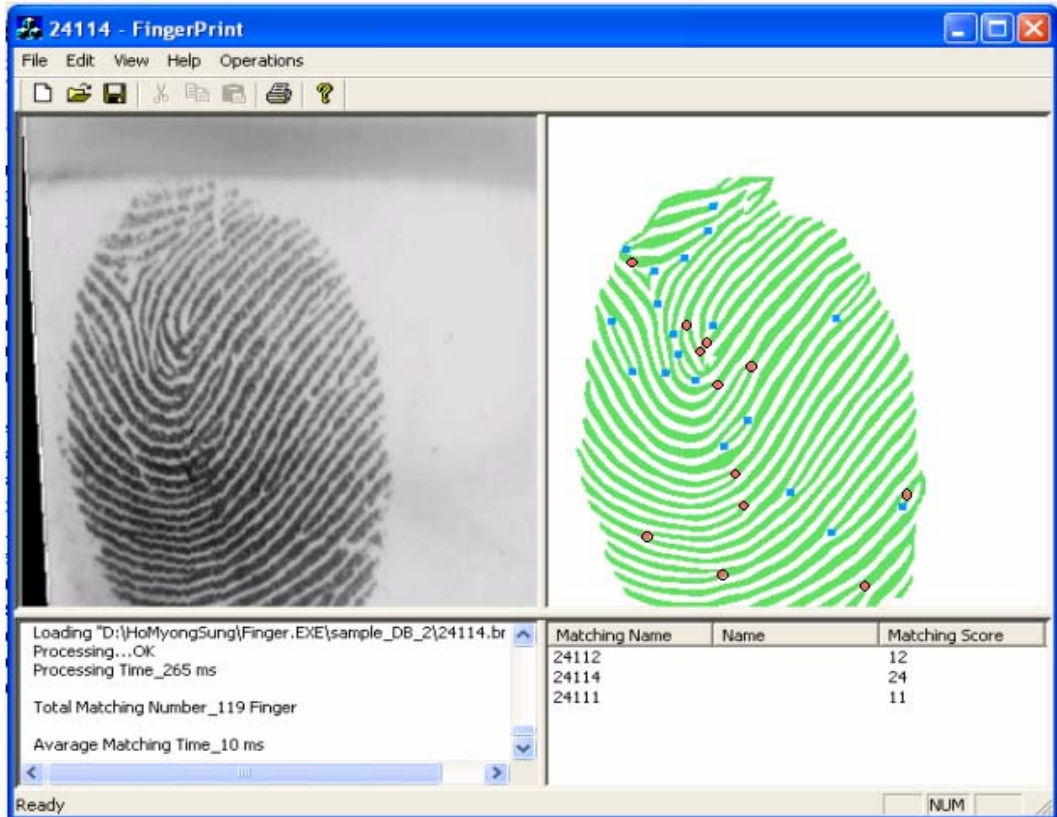 24114 - FingerPrint
File Edit View Help Operations
Loading "D:\HoMyongSung\Finger.EXE\sample_DB_2\24114.br
Processing...OK
Processing Time_265 ms
Total Matching Number_119 Finger
Avarage Matching Time_10 ms
Matching Name Name Matching Score
24112 12
24114 24
24111 11
Ready NUM